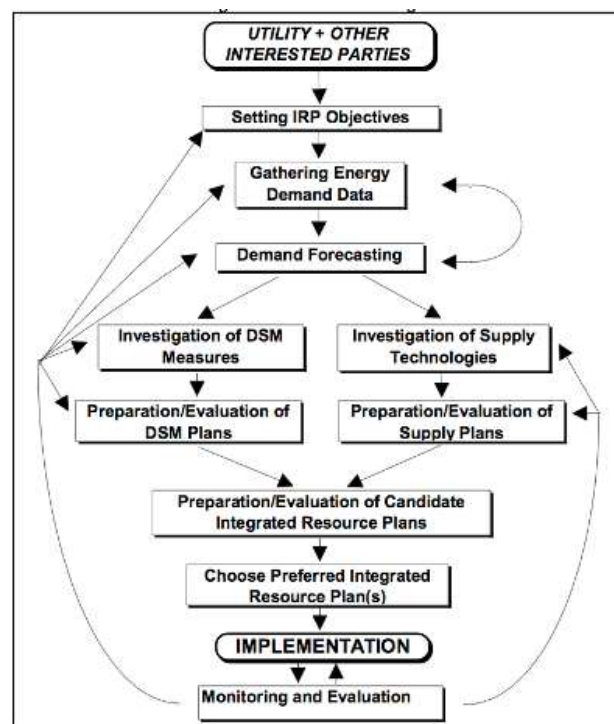 UTILITY + OTHER
INTERESTED PARTIES
Setting IRP Objectives
Gathering Energy
Demand Data
Demand Forecasting
Investigation of DSM
Measures
Investigation of Supply
Technologies
Preparation/Evaluation of
DSM Plans
Preparation/Evaluation of
Supply Plans
Preparation/Evaluation of Candidate
Integrated Resource Plans
Choose Preferred Integrated
Resource Plan(s)
IMPLEMENTATION
Monitoring and Evaluation